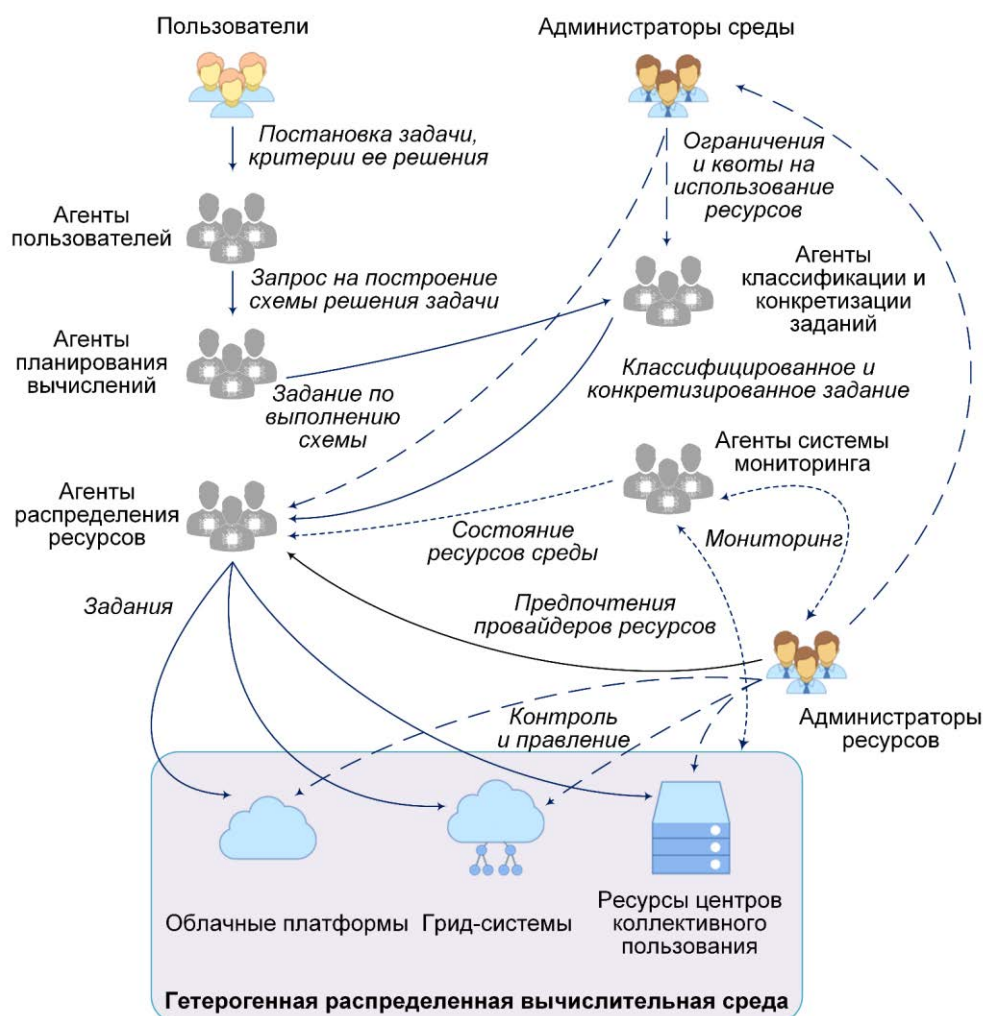 Пользователи
Администраторы среды
Постановка задачи,
критерии ее решения
Ограничения
и квоты на
использование
ресурсов
Агенты
пользователей
Запрос на построение
схемы решения задачи
Агенты
классификации и
конкретизации
заданий
Агенты
планирования
вычислений
Задание по
выполнению
схемы
Классифицированное и
конкретизированное задание
Агенты системы
мониторинга
Агенты
распределения
ресурсов
Состояние
ресурсов среды
Мониторинг
Задания
Предпочтения
провайдеров ресурсов
Администраторы
ресурсов
Контроль
и правление
Облачные платформы
Грид-системы
Ресурсы центров
коллективного
пользования
Гетерогенная распределенная вычислительная среда